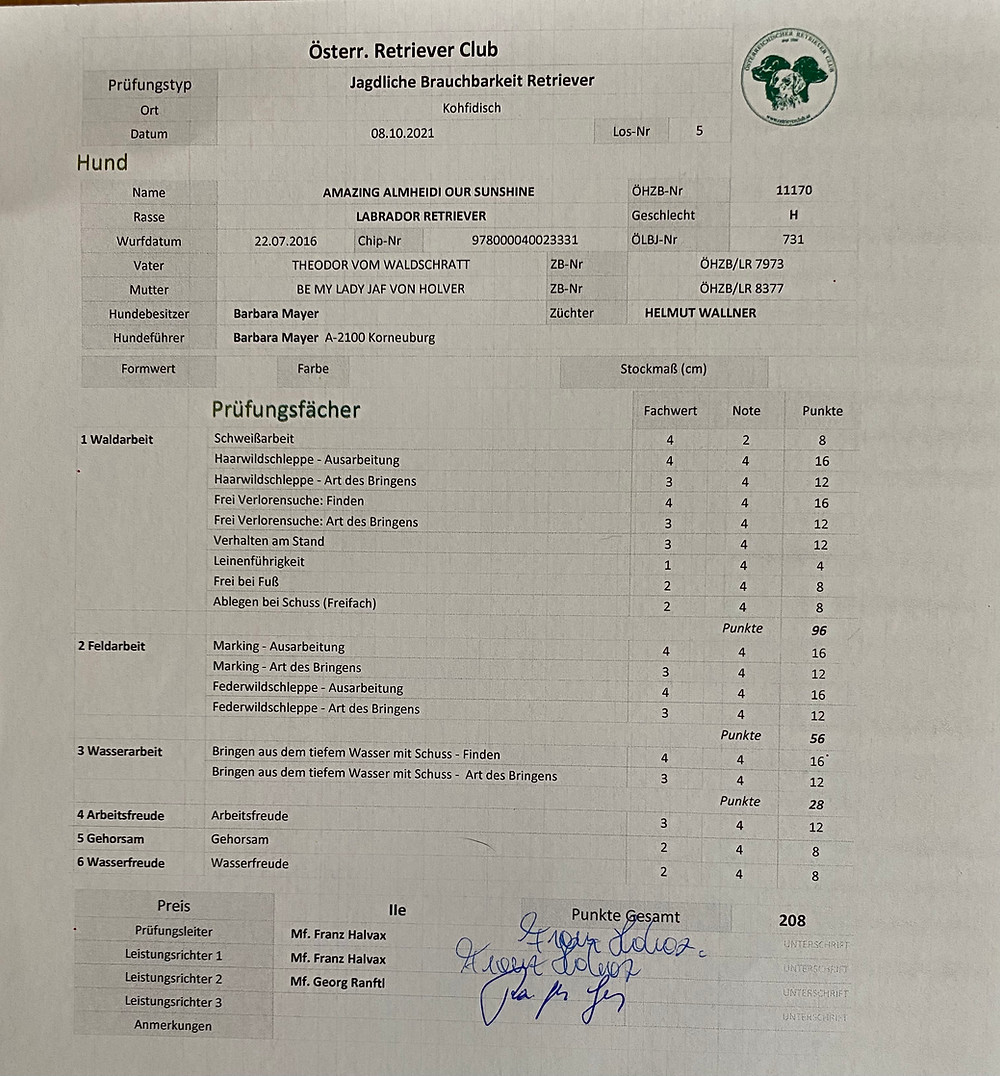 Österr. Retriever Club
Prüfungstyp Jagdliche Brauchbarkeit Retriever
Ort Kohfidisch
Datum 08.10.2021 Los-Nr 5
ÖSTERREICHISCHER RETRIEVER CLUB
www.retrieverclub.at
Hund
Name AMAZING ALMHEIDI OUR SUNSHINE ÖHZB-Nr 11170
Rasse LABRADOR RETRIEVER Geschlecht H
Wurfdatum 22.07.2016 Chip-Nr 978000040023331 ÖLBJ-Nr 731
Vater THEODOR VOM WALDSCHRATT ZB-Nr ÖHZB/LR 7973
Mutter BE MY LADY JAF VON HOLVER ZB-Nr ÖHZB/LR 8377
Hundebesitzer Barbara Mayer Züchter HELMUT WALLNER
Hundeführer Barbara Mayer A-2100 Korneuburg
Formwert Farbe Stockmaß (cm)
Prüfungsfächer Fachwert Note Punkte
1 Waldarbeit Schweißarbeit 4 2 8
Haarwildschleppe - Ausarbeitung 4 4 16
Haarwildschleppe - Art des Bringens 3 4 12
Frei Verlorensuche: Finden 4 4 16
Frei Verlorensuche: Art des Bringens 3 4 12
Verhalten am Stand 3 4 12
Leinenführigkeit 1 4 4
Frei bei Fuß 2 4 8
Ablegen bei Schuss (Freifach) 2 4 8
Punkte 96
2 Feldarbeit Marking - Ausarbeitung 4 4 16
Marking - Art des Bringens 3 4 12
Federwildschleppe - Ausarbeitung 4 4 16
Federwildschleppe - Art des Bringens 3 4 12
Punkte 56
3 Wasserarbeit Bringen aus dem tiefem Wasser mit Schuss - Finden 4 4 16
Bringen aus dem tiefem Wasser mit Schuss - Art des Bringens 3 4 12
Punkte 28
4 Arbeitsfreude Arbeitsfreude 3 4 12
5 Gehorsam Gehorsam 2 4 8
6 Wasserfreude Wasserfreude 2 4 8
Preis IIe Punkte Gesamt 208
Prüfungsleiter Mf. Franz Halvax UNTERSCHRIFT
Leistungsrichter 1 Mf. Franz Halvax UNTERSCHRIFT
Leistungsrichter 2 Mf. Georg Ranftl UNTERSCHRIFT
Leistungsrichter 3 UNTERSCHRIFT
Anmerkungen